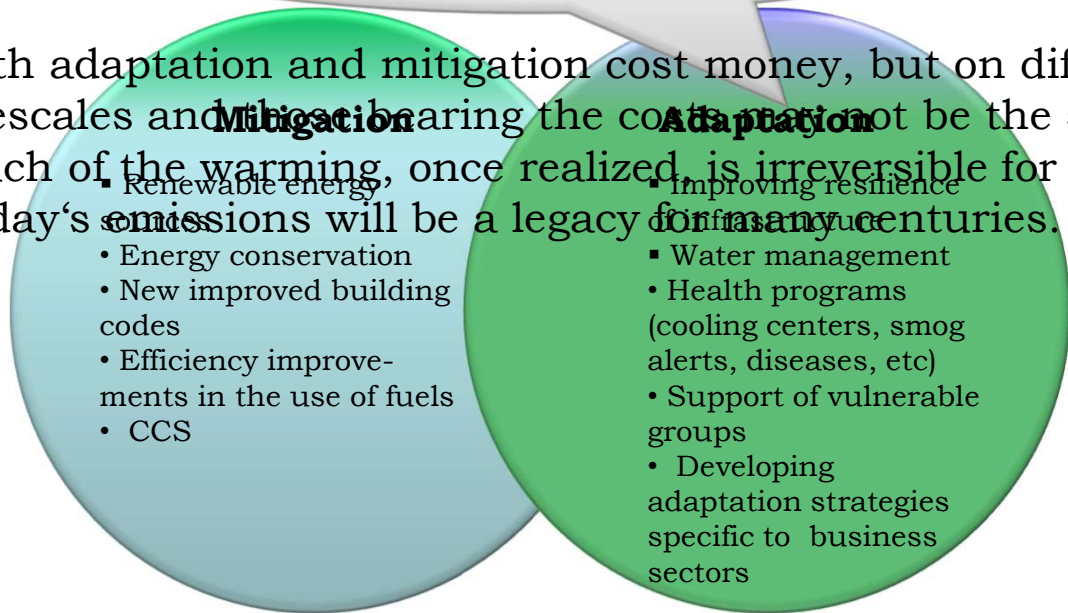 th adaptation and mitigation cost money, but on dif
escales and those bearing the costs may not be the
ch of the warming, once realized, is irreversible for
day‘s emissions will be a legacy for many centuries.
Mitigation
▪ Renewable energy
sources
• Energy conservation
• New improved building
codes
• Efficiency improve-
ments in the use of fuels
• CCS
Adaptation
▪ Improving resilience
of infrastructure
▪ Water management
• Health programs
(cooling centers, smog
alerts, diseases, etc)
• Support of vulnerable
groups
• Developing
adaptation strategies
specific to business
sectors